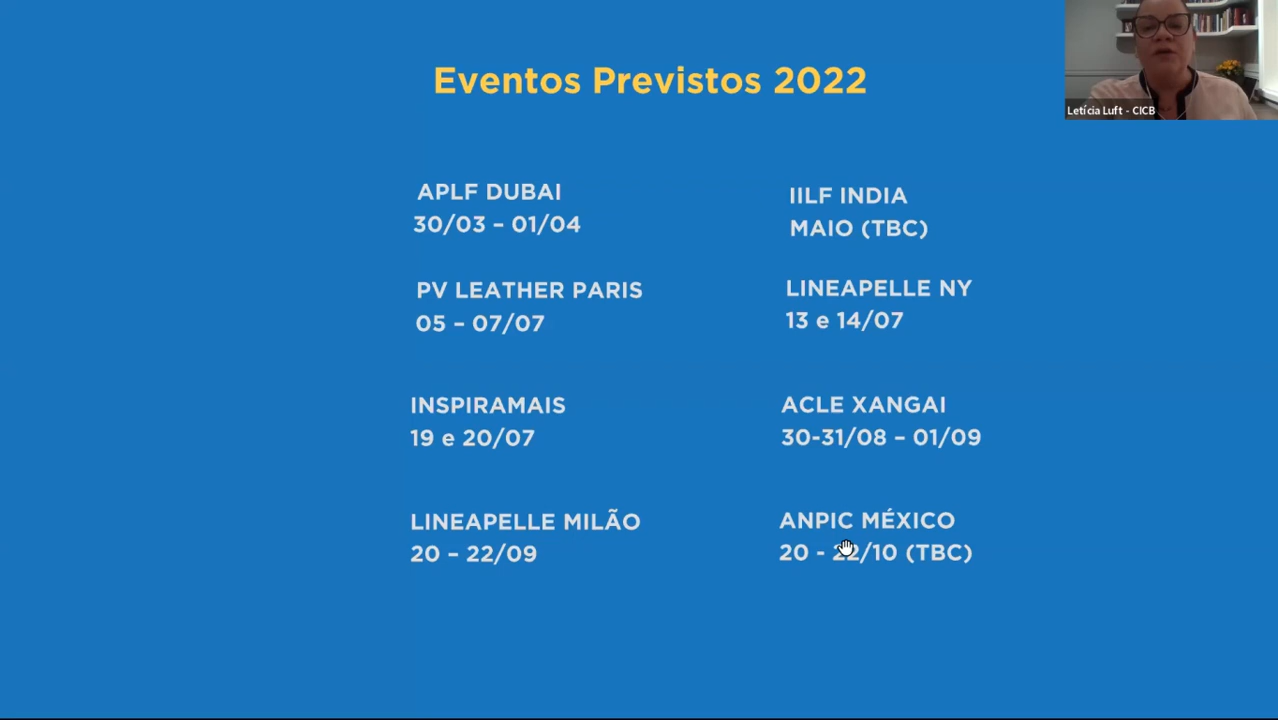 Eventos Previstos 2022
Letícia Luft - CICB
APLF DUBAI
30/03 – 01/04
IILF INDIA
MAIO (TBC)
PV LEATHER PARIS
05 – 07/07
LINEAPELLE NY
13 e 14/07
INSPIRAMAIS
19 e 20/07
ACLE XANGAI
30-31/08 – 01/09
LINEAPELLE MILÃO
20 – 22/09
ANPIC MÉXICO
20 - 22/10 (TBC)